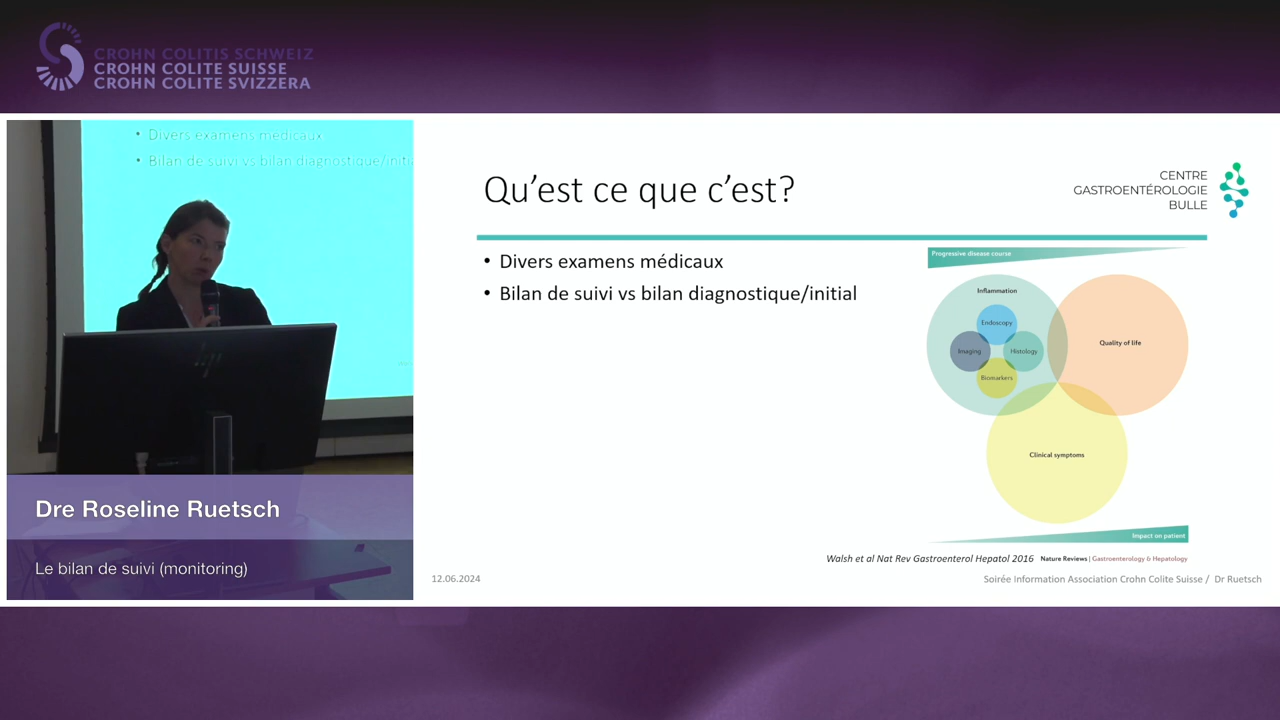 CROHN COLITIS SCHWEIZ
CROHN COLITE SUISSE
CROHN COLITE SVIZZERA
• Divers examens médicaux
• Bilan de suivi vs bilan diagnostique/initia
hp
Dre Roseline Ruetsch
Le bilan de suivi (monitoring)
Qu’est ce que c’est?
CENTRE
GASTROENTÉROLOGIE
BULLE
• Divers examens médicaux
• Bilan de suivi vs bilan diagnostique/initial
Progressive disease course
Inflammation
Endoscopy
Imaging
Histology
Biomarkers
Quality of life
Clinical symptoms
Impact on patient
Walsh et al Nat Rev Gastroenterol Hepatol 2016
Nature Reviews | Gastroenterology & Hepatology
12.06.2024
Soirée Information Association Crohn Colite Suisse / Dr Ruetsch